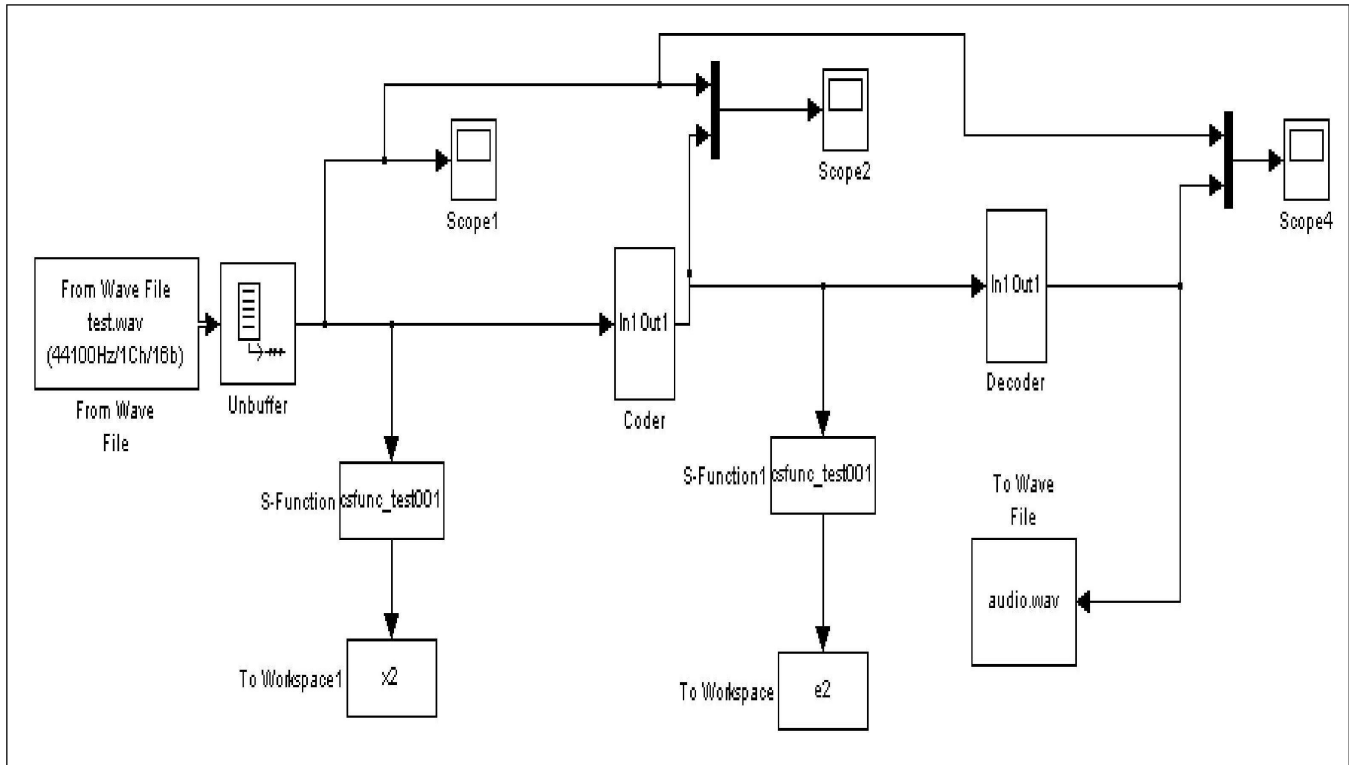 Scope2
Scope1
Scope4
From Wave File
test.wav
(44100Hz/1Ch/16b)
From Wave
File
Unbuffer
In1 Out1
Coder
In1 Out1
Decoder
S-Function
csfunc_test001
S-Function1
csfunc_test001
To Wave
File
audio.wav
To Workspace1
x2
To Workspace
e2